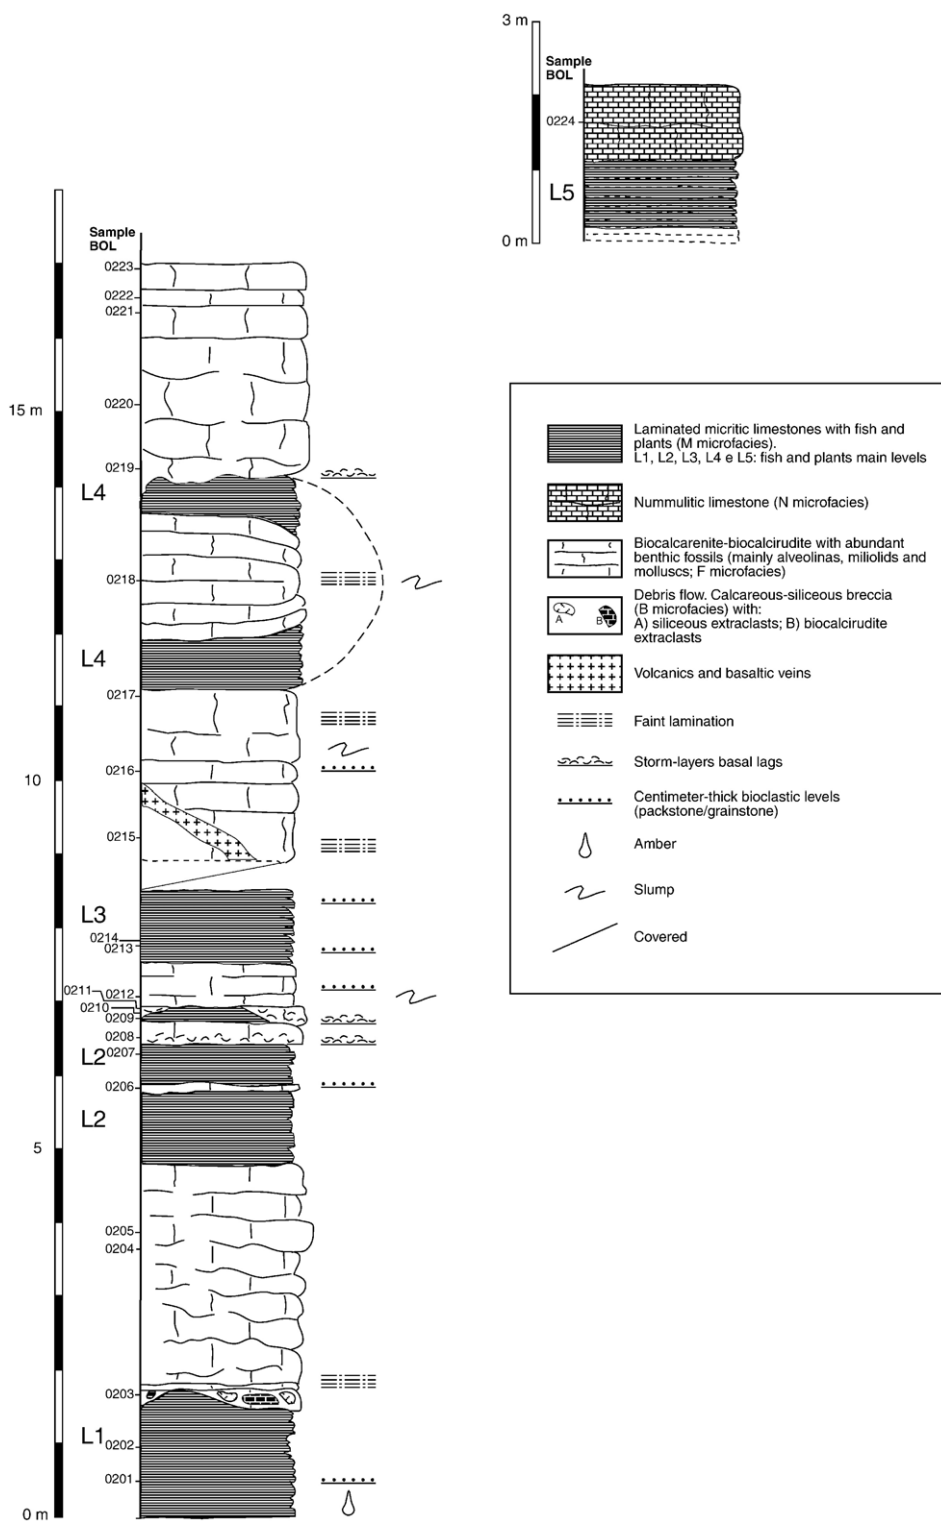 3 m
Sample
BOL
0224
L5
0 m
Sample
BOL
0223
0222
0221
0220
15 m
0219
L4
0218
L4
0217
0216
10
0215
L3
0214
0213
0211
0212
0210
0209
0208
L2
0207
0206
L2
5
0205
0204
0203
L1
0202
0201
0 m
Laminated micritic limestones with fish and
plants (M microfacies).
L1, L2, L3, L4 e L5: fish and plants main levels
Nummulitic limestone (N microfacies)
Biocalcarenite-biocalcirudite with abundant
benthic fossils (mainly alveolinas, miliolids and
molluscs; F microfacies)
Debris flow. Calcareous-siliceous breccia
(B microfacies) with:
A) siliceous extraclasts; B) biocalcirudite
extraclasts
A
B
Volcanics and basaltic veins
Faint lamination
Storm-layers basal lags
Centimeter-thick bioclastic levels
(packstone/grainstone)
Amber
Slump
Covered